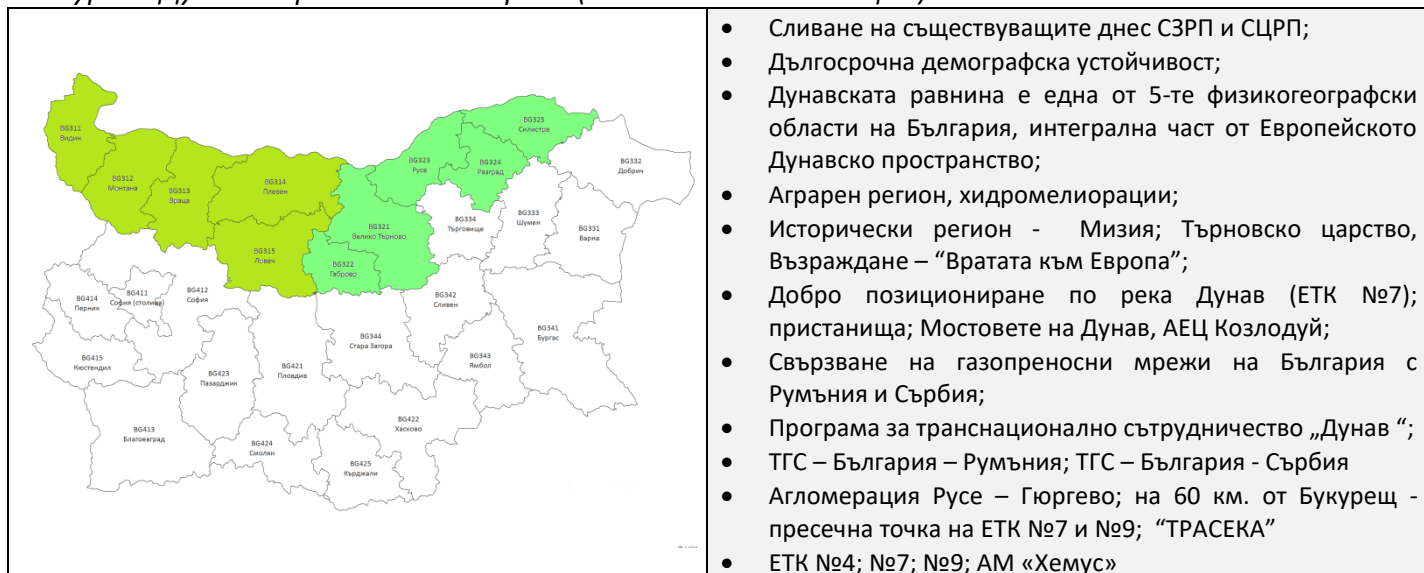 BG311
Видин
BG312
Монтана
BG313
Враца
BG314
Плевен
BG315
Ловеч
BG321
Велико Търново
BG322
Габрово
BG323
Русе
BG324
Разград
BG325
Силистра
BG332
Добрич
BG334
Търговище
BG333
Шумен
BG331
Варна
BG411
София (столица)
BG412
София
BG414
Перник
BG415
Кюстендил
BG413
Благоевград
BG423
Пазарджик
BG421
Пловдив
BG424
Смолян
BG425
Кърджали
BG422
Хасково
BG344
Стара Загора
BG342
Сливен
BG343
Ямбол
BG341
Бургас
• Сливане на съществуващите днес СЗРП и СЦРП;
• Дългосрочна демографска устойчивост;
• Дунавската равнина е една от 5-те физикогеографски
области на България, интегрална част от Европейското
Дунавско пространство;
• Аграрен регион, хидромелиорации;
• Исторически регион - Мизия; Търновско царство,
Възраждане – “Вратата към Европа”;
• Добро позициониране по река Дунав (ЕТК №7);
пристанища; Мостовете на Дунав, АЕЦ Козлодуй;
• Свързване на газопреносни мрежи на България с
Румъния и Сърбия;
• Програма за транснационално сътрудничество „Дунав “;
• ТГС – България – Румъния; ТГС – България - Сърбия
• Агломерация Русе – Гюргево; на 60 км. от Букурещ -
пресечна точка на ЕТК №7 и №9; “ТРАСЕКА”
• ЕТК №4; №7; №9; АМ «Хемус»